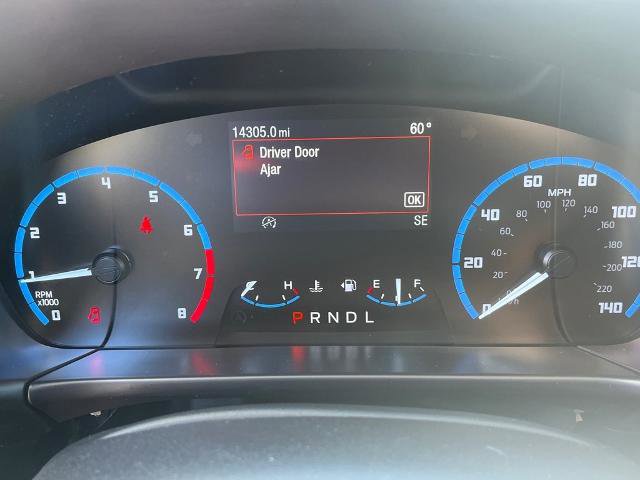 14305.0 mi 60°
Driver Door
Ajar
OK
SE
0 1 2 3 4 5 6 7 8
RPM
x1000
H E F
P R N D L
0 20 40 60 80 100 120 140
MPH
20 40 60 80 100 120 140 160 180 200 220